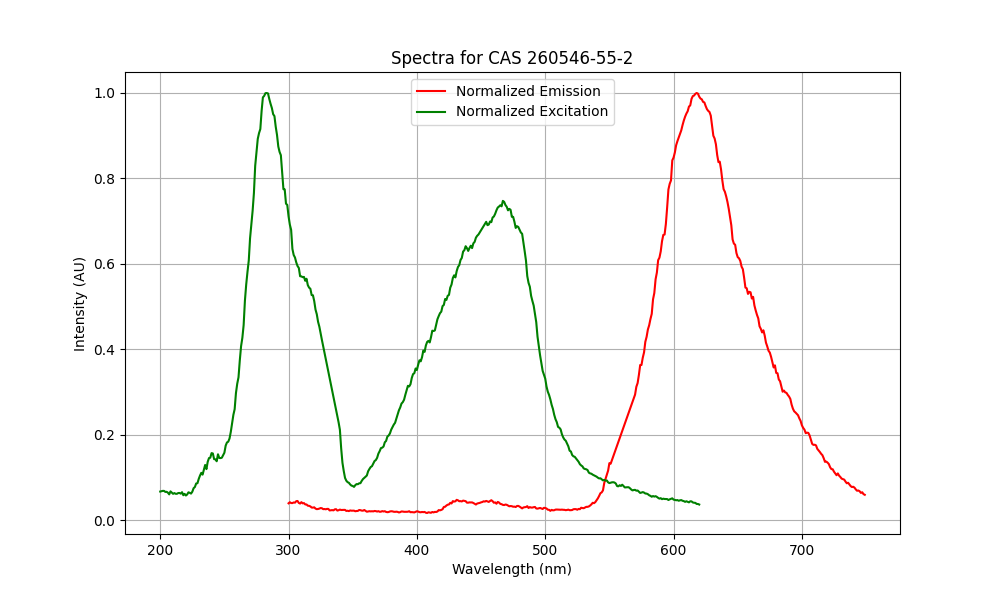 Spectra for CAS 260546-55-2
Normalized Emission
Normalized Excitation
1.0
0.8
0.6
0.4
0.2
0.0
Intensity (AU)
200 300 400 500 600 700
Wavelength (nm)